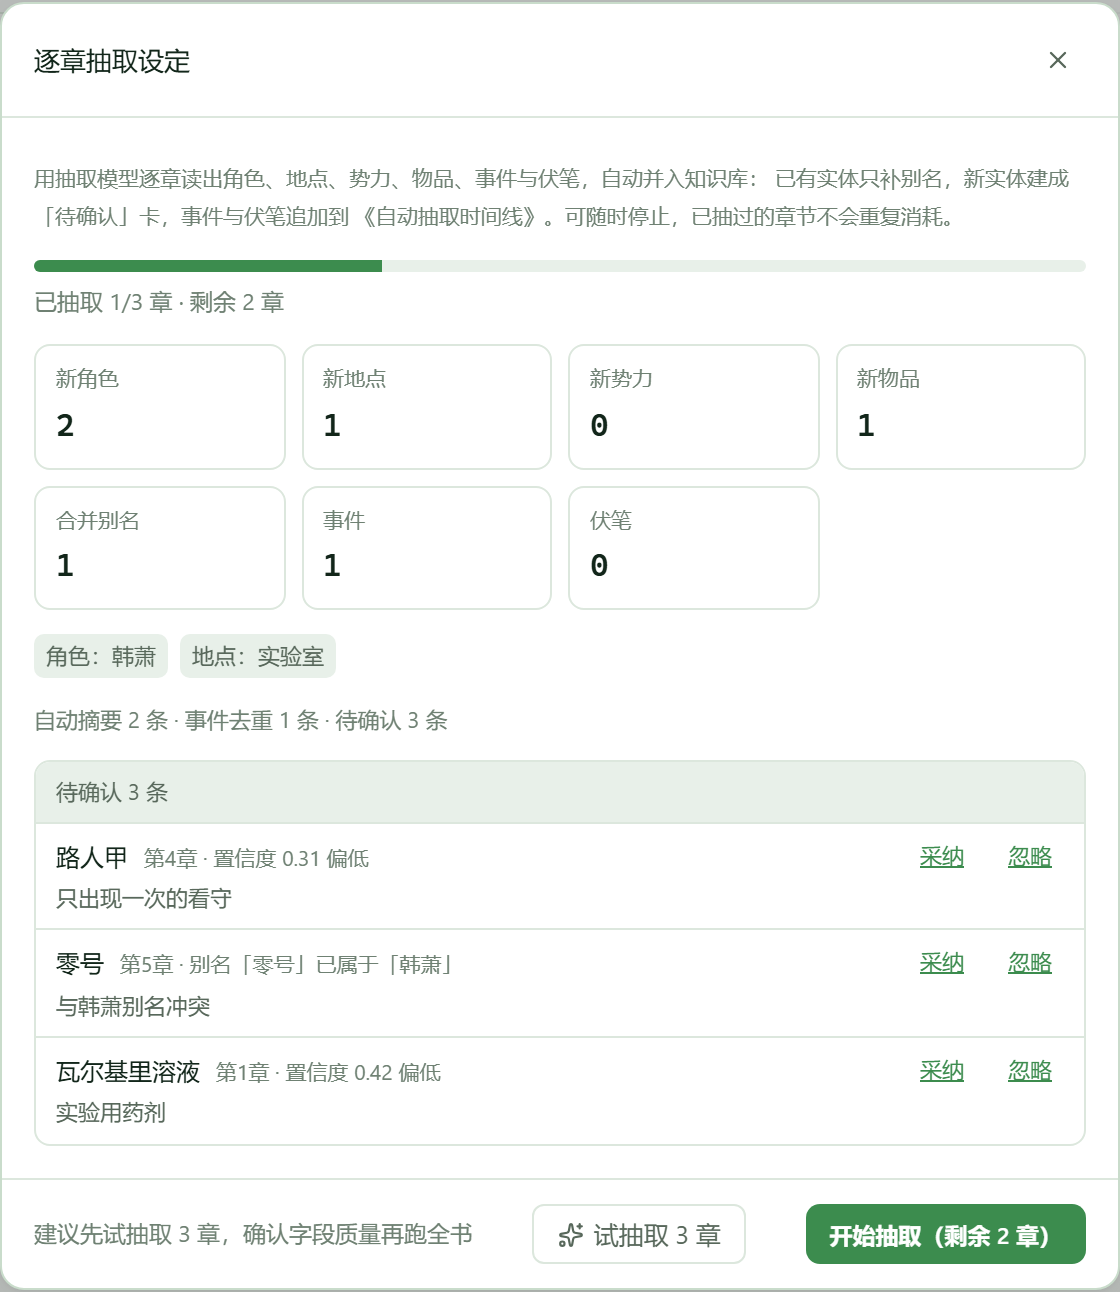 逐章抽取设定
用抽取模型逐章读出角色、地点、势力、物品、事件与伏笔，自动并入知识库： 已有实体只补别名，新实体建成
「待确认」卡，事件与伏笔追加到 《自动抽取时间线》。可随时停止，已抽过的章节不会重复消耗。
已抽取 1/3 章 · 剩余 2 章
新角色
2
新地点
1
新势力
0
新物品
1
合并别名
1
事件
1
伏笔
0
角色：韩萧
地点：实验室
自动摘要 2 条 · 事件去重 1 条 · 待确认 3 条
待确认 3 条
路人甲 第4章 · 置信度 0.31 偏低 采纳 忽略
只出现一次的看守
零号 第5章 · 别名「零号」已属于「韩萧」 采纳 忽略
与韩萧别名冲突
瓦尔基里溶液 第1章 · 置信度 0.42 偏低 采纳 忽略
实验用药剂
建议先试抽取 3 章，确认字段质量再跑全书
试抽取 3 章
开始抽取（剩余 2 章）